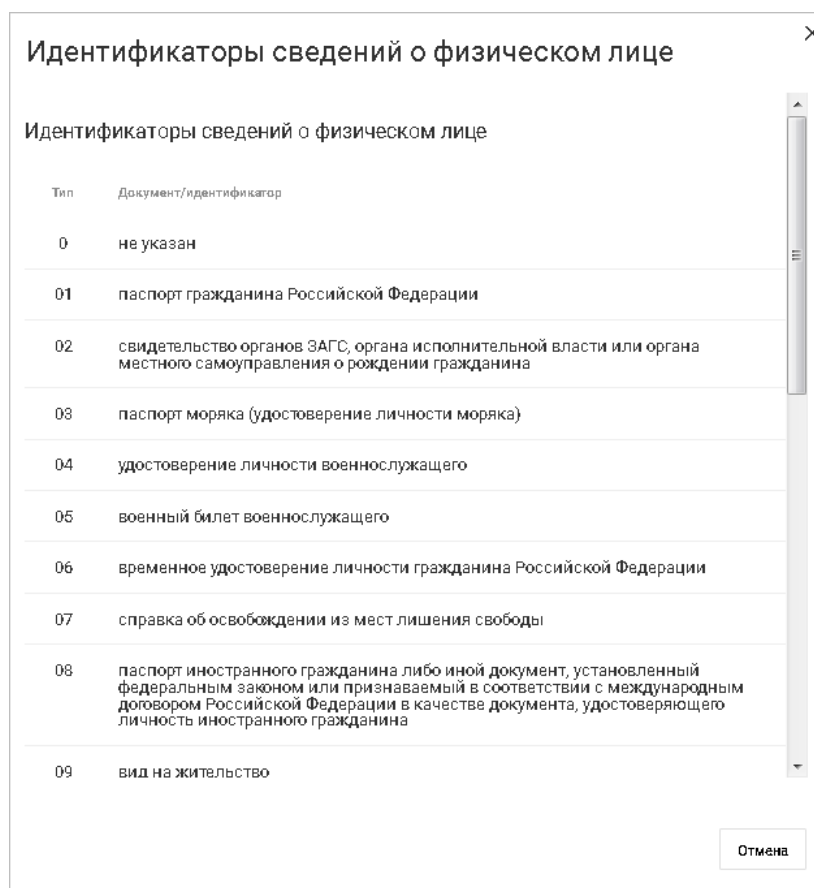 Идентификаторы сведений о физическом лице
Идентификаторы сведений о физическом лице
Тип Документ/идентификатор
0 не указан
01 паспорт гражданина Российской Федерации
02 свидетельство органов ЗАГС, органа исполнительной власти или органа
местного самоуправления о рождении гражданина
03 паспорт моряка (удостоверение личности моряка)
04 удостоверение личности военнослужащего
05 военный билет военнослужащего
06 временное удостоверение личности гражданина Российской Федерации
07 справка об освобождении из мест лишения свободы
08 паспорт иностранного гражданина либо иной документ, установленный
федеральным законом или признаваемый в соответствии с международным
договором Российской Федерации в качестве документа, удостоверяющего
личность иностранного гражданина
09 вид на жительство
Отмена